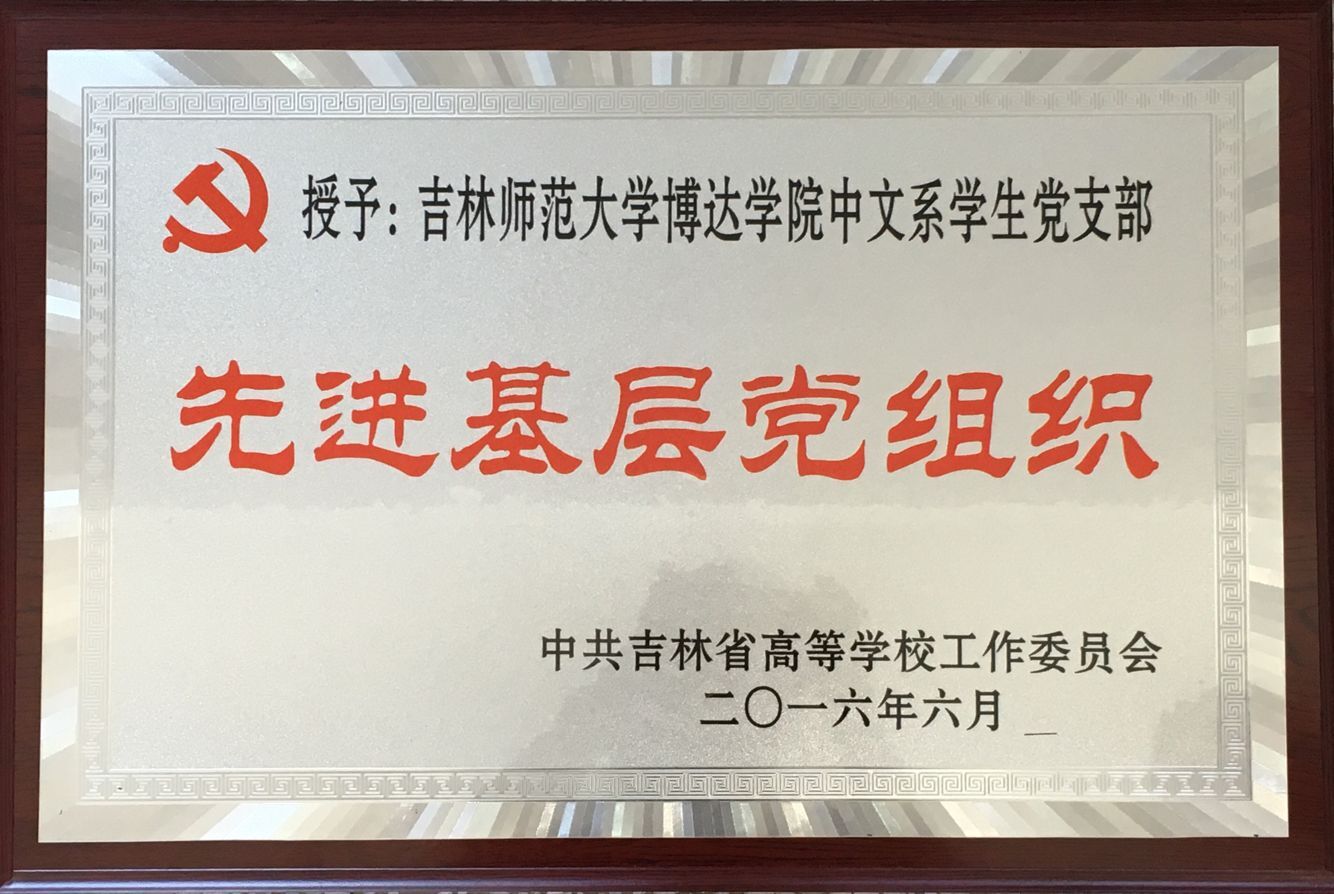 授予：吉林师范大学博达学院中文系学生党支部
先进基层党组织
中共吉林省高等学校工作委员会
二〇一六年六月